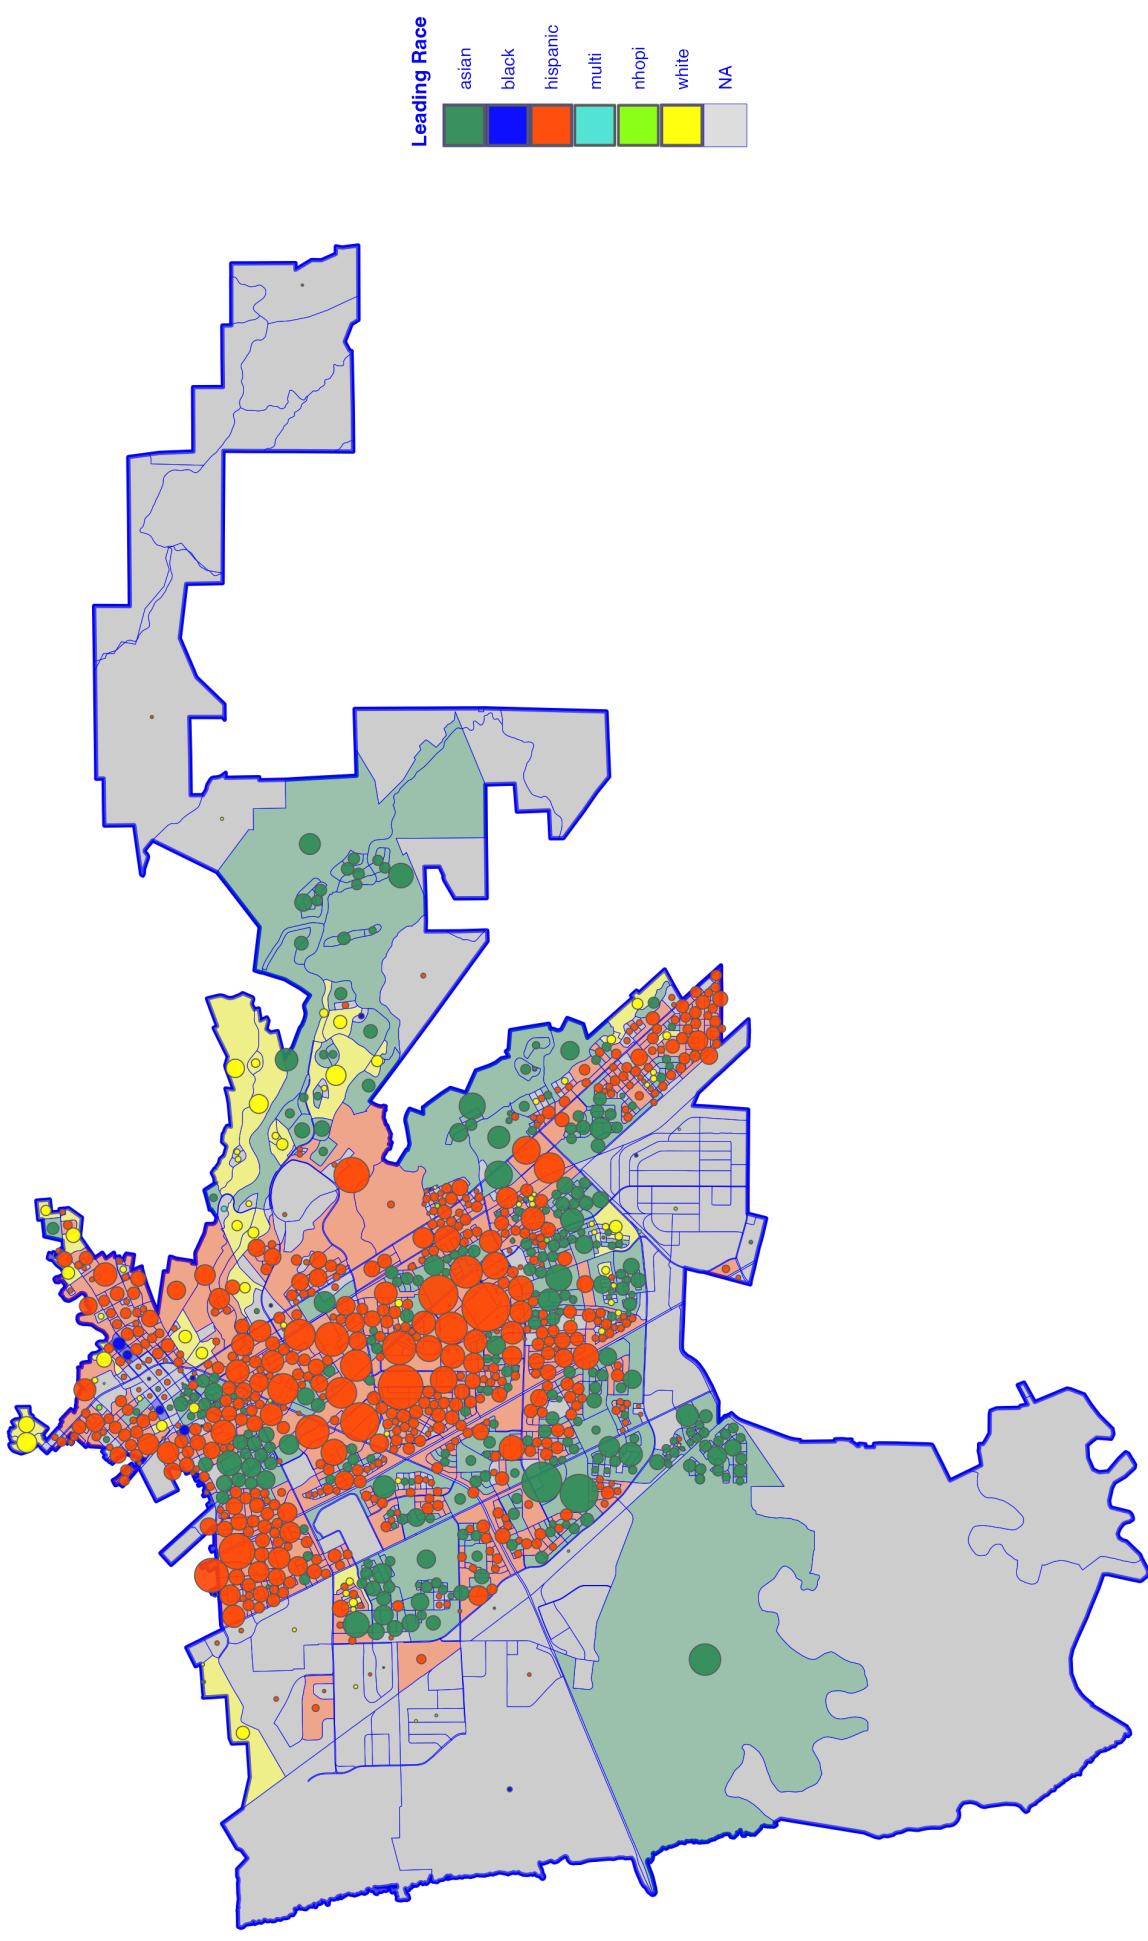 Leading Race
asian
black
hispanic
multi
nhopi
white
NA